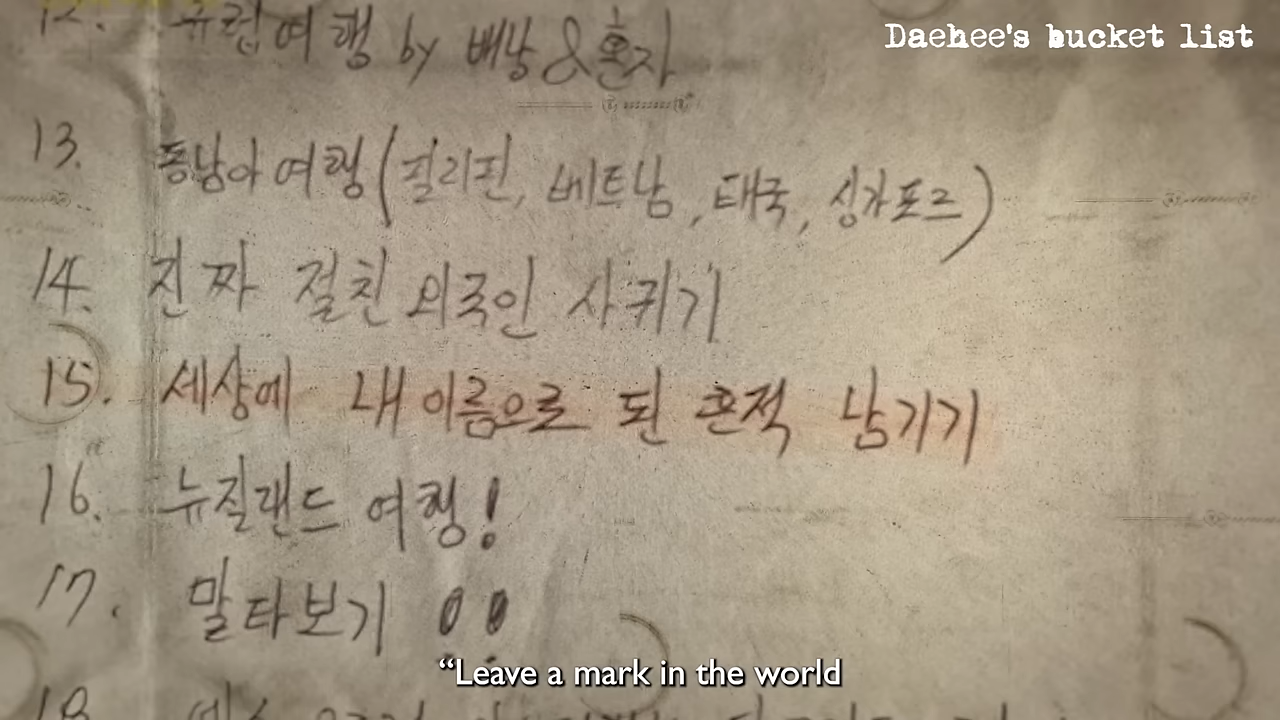 Daehee's bucket list
12. 유럽여행 by 배낭&혼자
13. 동남아 여행(필리핀, 베트남, 태국, 싱가포르)
14. 진짜 절친 외국인 사귀기
15. 세상에 내 이름으로 된 흔적 남기기
16. 뉴질랜드 여행!
17. 말타보기 !!
“Leave a mark in the world
18.